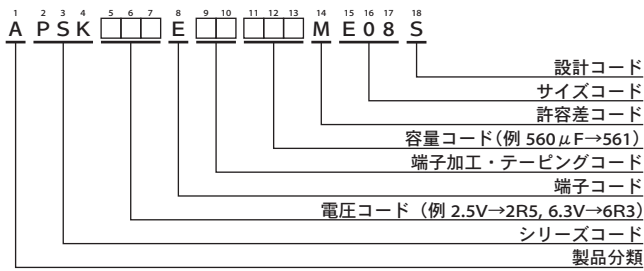 1 2 3 4 5 6 7 8 9 10 11 12 13 14 15 16 17 18
A PSK □□□ E □□ □□□ M E08 S
設計コード
サイズコード
許容差コード
容量コード(例 560μF→561)
端子加工・テーピングコード
端子コード
電圧コード (例 2.5V→2R5, 6.3V→6R3)
シリーズコード
製品分類